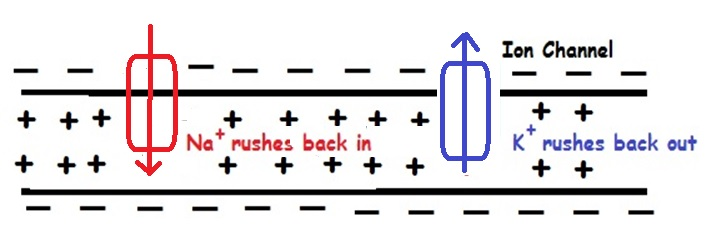 Ion Channel
Na⁺ rushes back in
K⁺ rushes back out